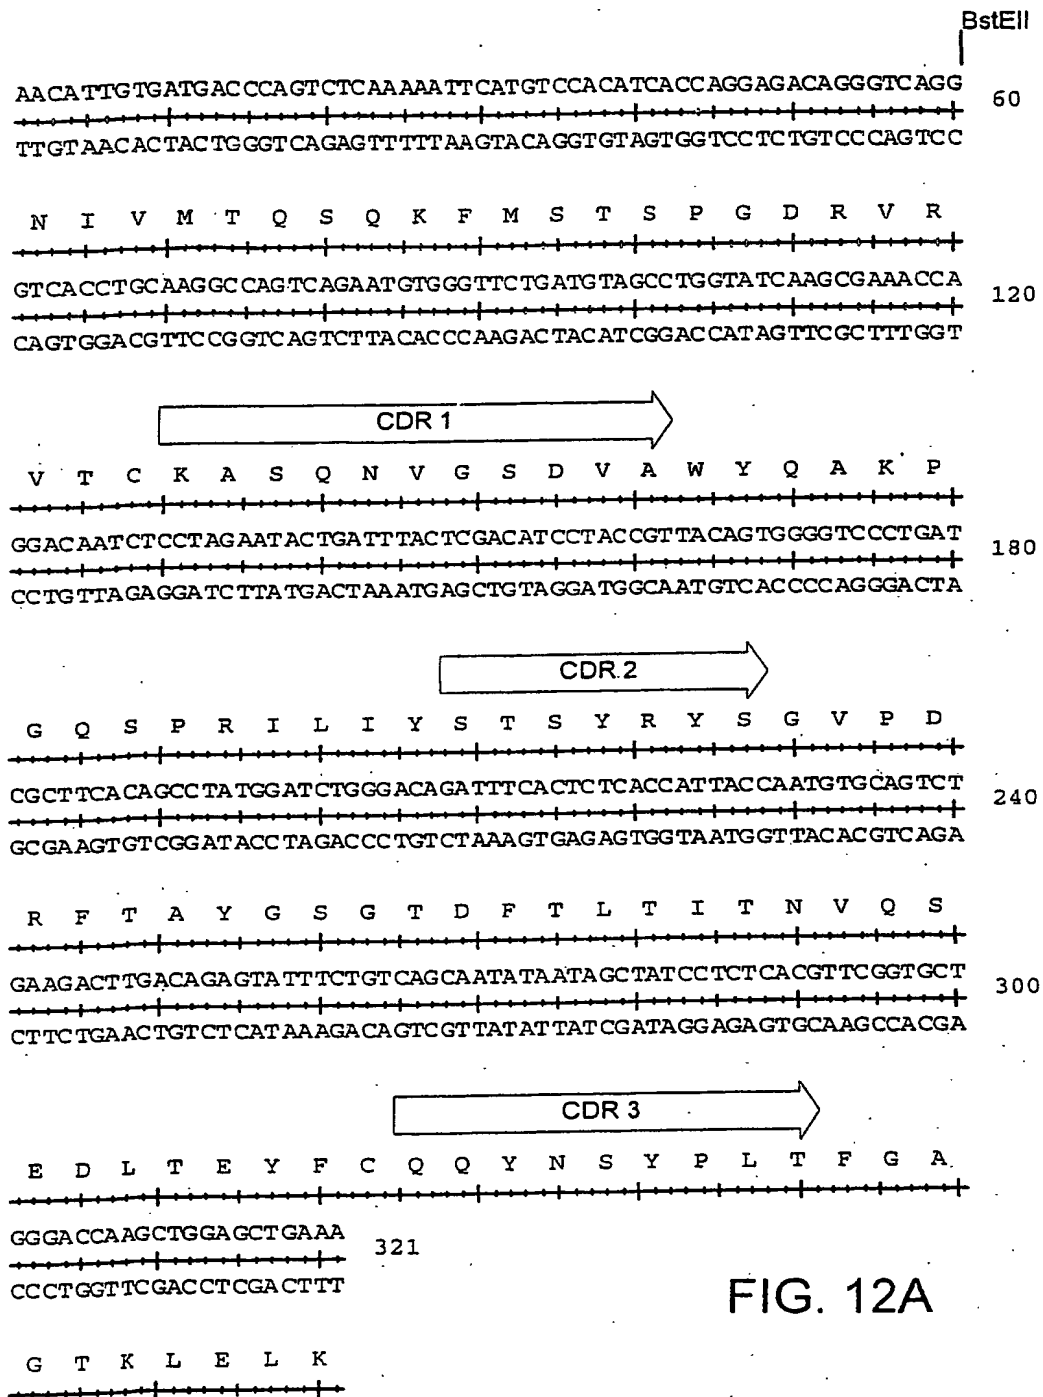 BstEII
AACATTGTGATGACCCAGTCTCAAAAATTCATGTCCACATCACCAGGAGACAGGGTCAGG
60
TTGTAACACTACTGGGTCAGAGTTTTTAAGTACAGGTGTAGTGGTCCTCTGTCCCAGTCC
N I V M T Q S Q K F M S T S P G D R V R
GTCACCTGCAAGGCCAGTCAGAATGTGGGTTCTGATGTAGCCTGGTATCAAGCGAAACCA
120
CAGTGGACGTTCCGGTCAGTCTTACACCCAAGACTACATCGGACCATAGTTCGCTTTGGT
CDR 1
V T C K A S Q N V G S D V A W Y Q A K P
GGACAATCTCCTAGAATACTGATTTACTCGACATCCTACCGTTACAGTGGGGTCCCTGAT
180
CCTGTTAGAGGATCTTATGACTAAATGAGCTGTAGGATGGCAATGTCACCCCAGGGACTA
CDR 2
G Q S P R I L I Y S T S Y R Y S G V P D
CGCTTCACAGCCTATGGATCTGGGACAGATTTCACTCTCACCATTACCAATGTGCAGTCT
240
GCGAAGTGTCGGATACCTAGACCCTGTCTAAAGTGAGAGTGGTAATGGTTACACGTCAGA
R F T A Y G S G T D F T L T I T N V Q S
GAAGACTTGACAGAGTATTTCTGTCAGCAATATAATAGCTATCCTCTCACGTTCGGTGCT
300
CTTCTGAACTGTCTCATAAAGACAGTCGTTATATTATCGATAGGAGAGTGCAAGCCACGA
CDR 3
E D L T E Y F C Q Q Y N S Y P L T F G A
GGGACCAAGCTGGAGCTGAAA
321
CCCTGGTTCGACCTCGACTTT
FIG. 12A
G T K L E L K